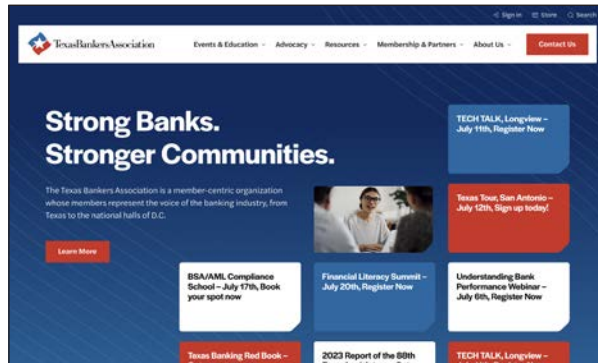 Sign in Store Search
TexasBankersAssociation
Events & Education Advocacy Resources Membership & Partners About Us Contact Us
Strong Banks.
Stronger Communities.
The Texas Bankers Association is a member-centric organization
whose members represent the voice of the banking industry, from
Texas to the national halls of D.C.
Learn More
TECH TALK, Longview –
July 11th, Register Now
Texas Tour, San Antonio –
July 12th, Sign up today!
BSA/AML Compliance
School – July 17th, Book
your spot now
Financial Literacy Summit –
July 20th, Register Now
Understanding Bank
Performance Webinar –
July 6th, Register Now
Texas Banking Red Book –
2023 Report of the 88th
TECH TALK, Longview –